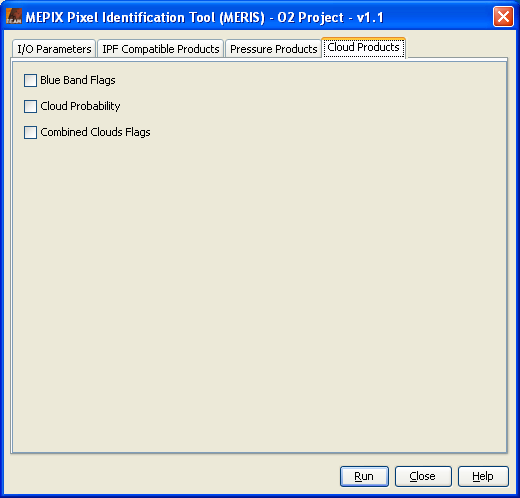 MEPIX Pixel Identification Tool (MERIS) - O2 Project - v1.1
I/O Parameters IPF Compatible Products Pressure Products Cloud Products
Blue Band Flags
Cloud Probability
Combined Clouds Flags
Run Close Help